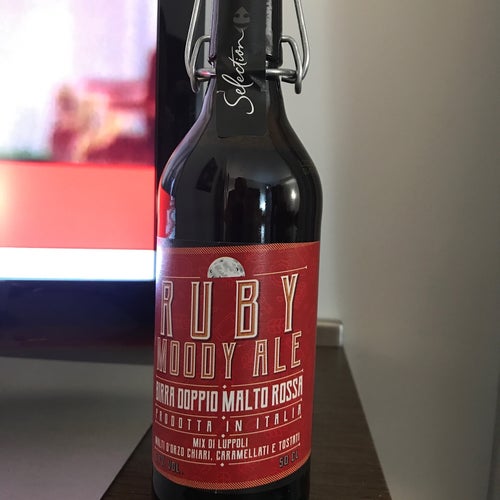 Selection
RUBY
MOODY ALE
BIRRA DOPPIO MALTO ROSSA
PRODOTTA IN ITALIA
MIX DI LUPPOLI
MALTI D'ORZO CHIARI, CARAMELLATI E TOSTATI
VOL.
50 CL